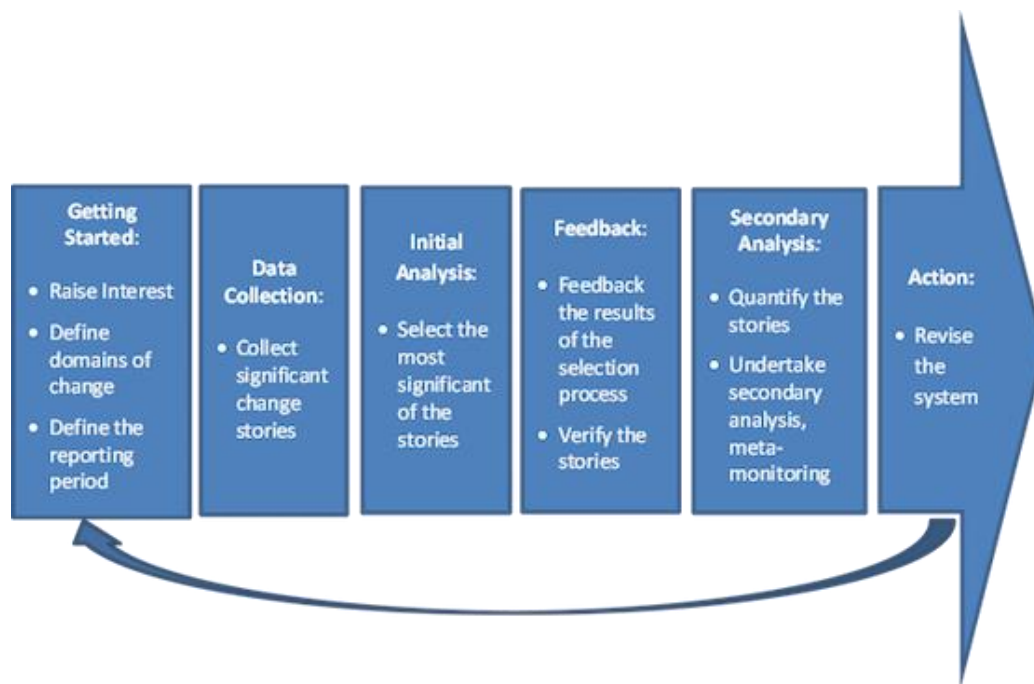 Getting
Started:
• Raise Interest
• Define
domains of
change
• Define the
reporting
period
Data
Collection:
• Collect
significant
change
stories
Initial
Analysis:
• Select the
most
significant
of the
stories
Feedback:
• Feedback
the results
of the
selection
process
• Verify the
stories
Secondary
Analysis:
• Quantify the
stories
• Undertake
secondary
analysis,
meta-
monitoring
Action:
• Revise
the
system